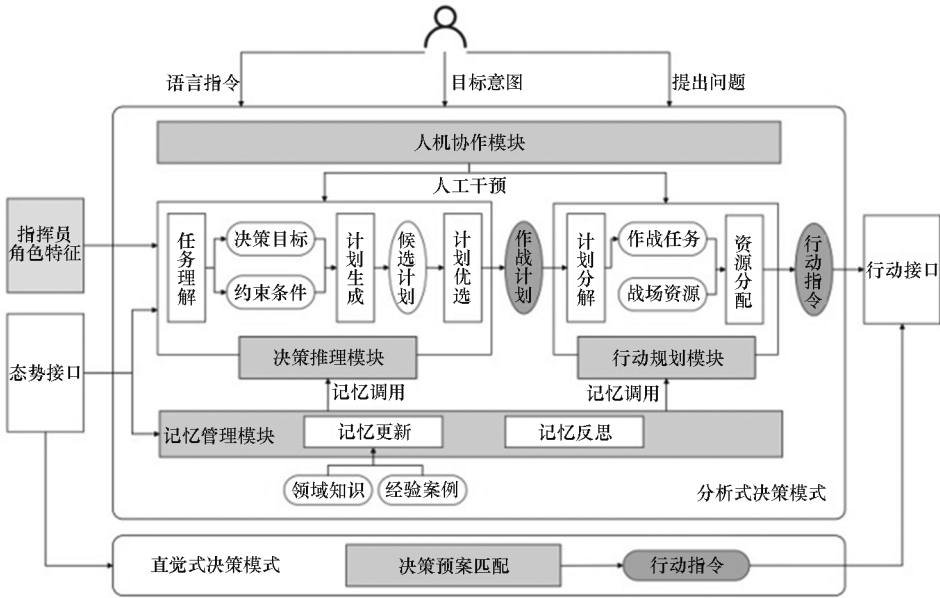 语言指令
目标意图
提出问题
人机协作模块
人工干预
指挥员
角色特征
任务理解
决策目标
约束条件
计划生成
候选计划
计划优选
作战计划
计划分解
作战任务
战场资源
资源分配
行动指令
行动接口
态势接口
决策推理模块
行动规划模块
记忆调用
记忆调用
记忆管理模块
记忆更新
记忆反思
领域知识
经验案例
分析式决策模式
直觉式决策模式
决策预案匹配
行动指令